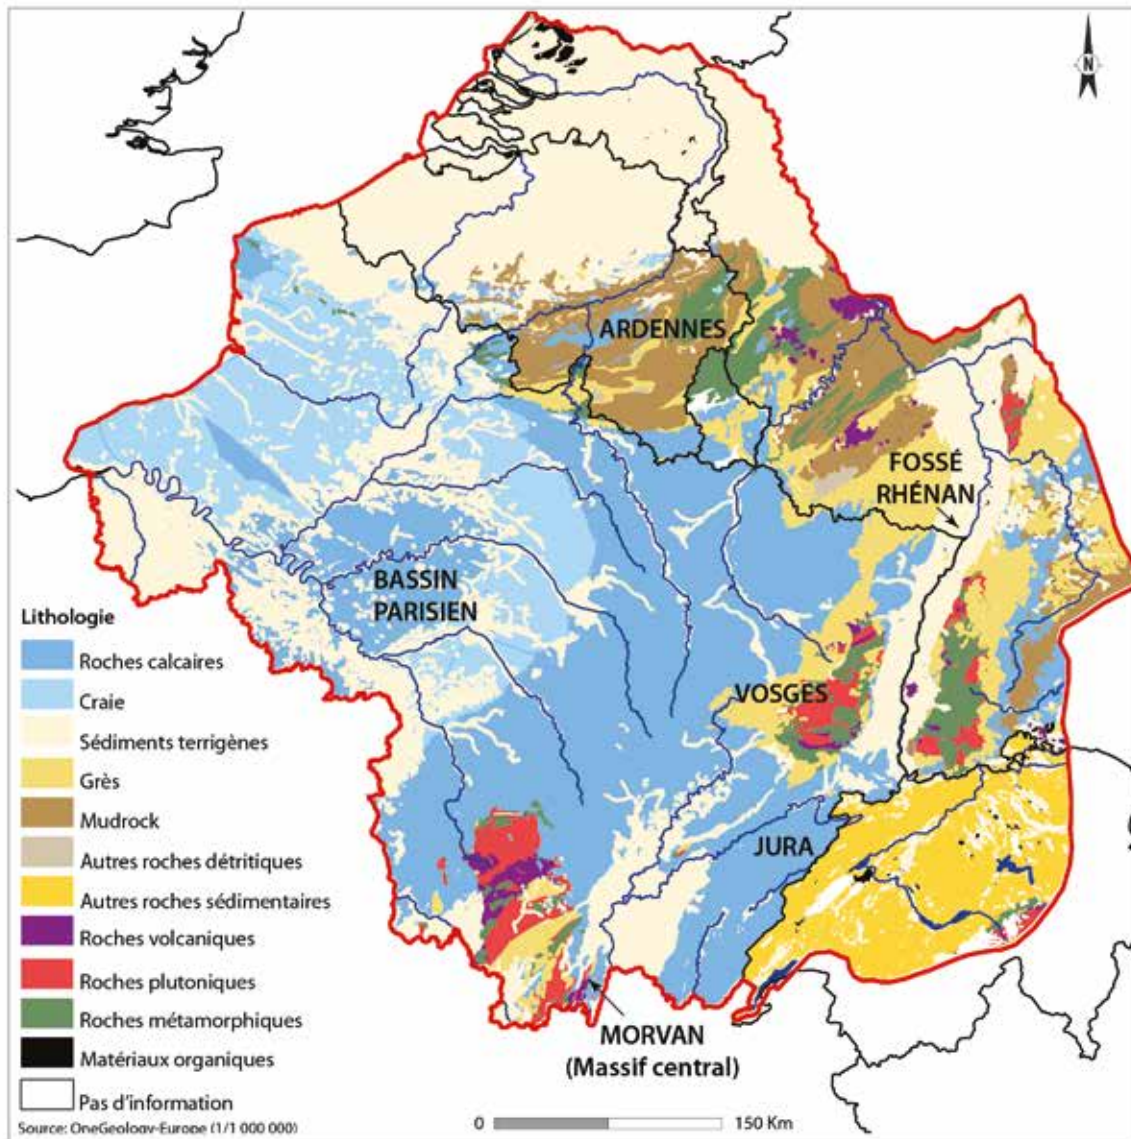 N
ARDENNES
FOSSÉ
RHÉNAN
BASSIN
PARISIEN
VOSGES
JURA
MORVAN
(Massif central)
Lithologie
Roches calcaires
Craie
Sédiments terrigènes
Grès
Mudrock
Autres roches détritiques
Autres roches sédimentaires
Roches volcaniques
Roches plutoniques
Roches métamorphiques
Matériaux organiques
Pas d'information
Source: OneGeology-Europe (1/1 000 000)
0 150 Km